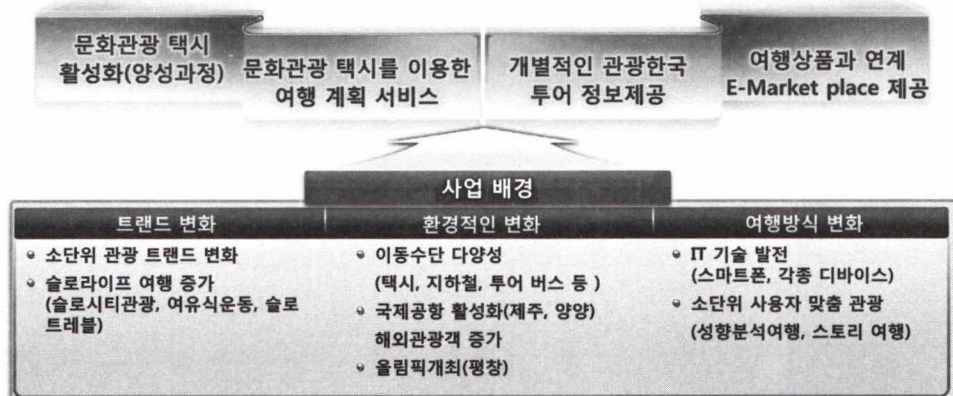 문화관광 택시
활성화(양성과정)
문화관광 택시를 이용한
여행 계획 서비스
개별적인 관광한국
투어 정보제공
여행상품과 연계
E-Market place 제공
사업 배경
트랜드 변화
소단위 관광 트랜드 변화
슬로라이프 여행 증가
(슬로시티관광, 여유식운동, 슬로
트레블)
환경적인 변화
이동수단 다양성
(택시, 지하철, 투어 버스 등 )
국제공항 활성화(제주, 양양)
해외관광객 증가
올림픽개최(평창)
여행방식 변화
IT 기술 발전
(스마트폰, 각종 디바이스)
소단위 사용자 맞춤 관광
(성향분석여행, 스토리 여행)